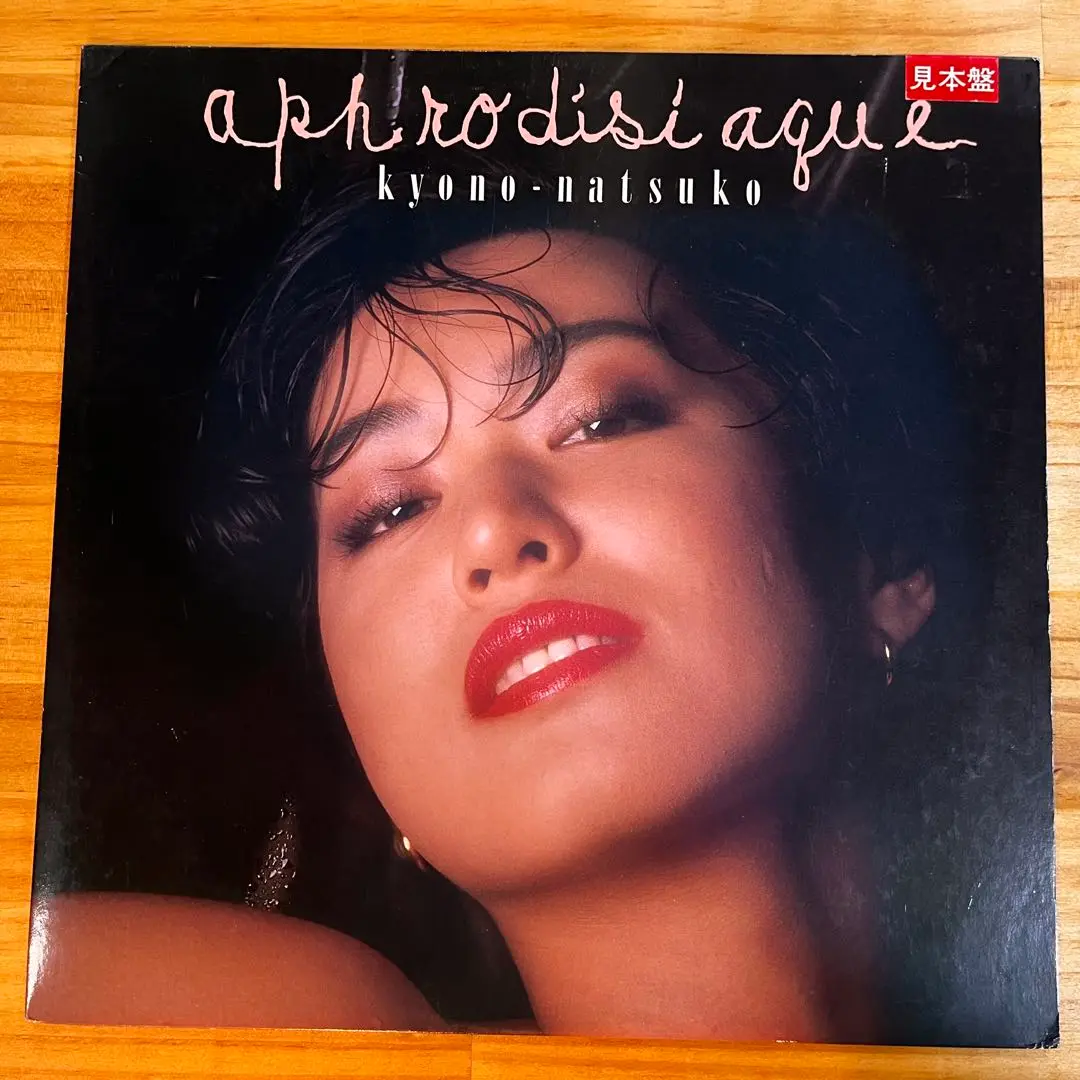 見本盤
aphrodisiaque
kyono-natsuko